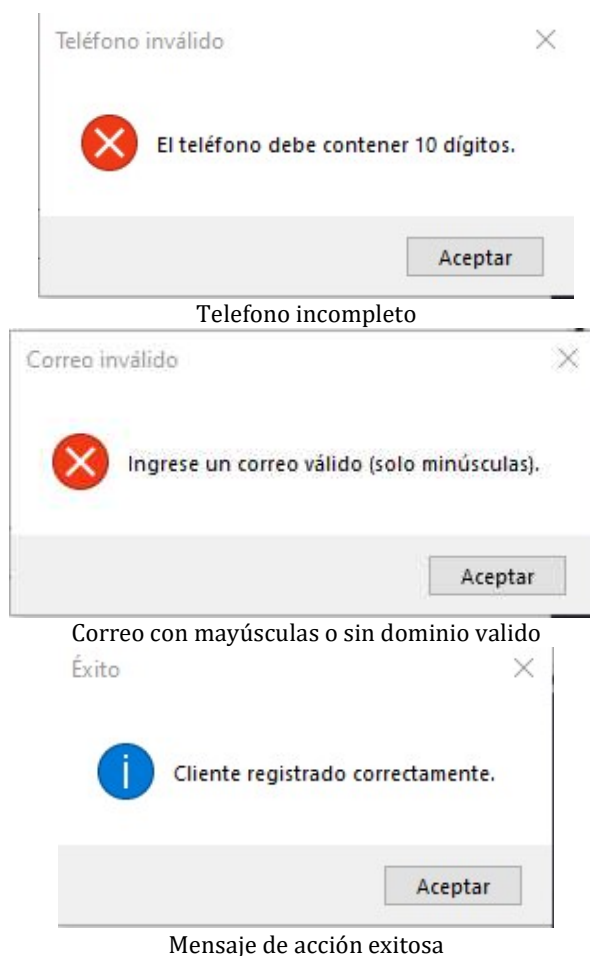 Teléfono inválido
El teléfono debe contener 10 dígitos.
Aceptar
Telefono incompleto
Correo inválido
Ingrese un correo válido (solo minúsculas).
Aceptar
Correo con mayúsculas o sin dominio valido
Éxito
Cliente registrado correctamente.
Aceptar
Mensaje de acción exitosa